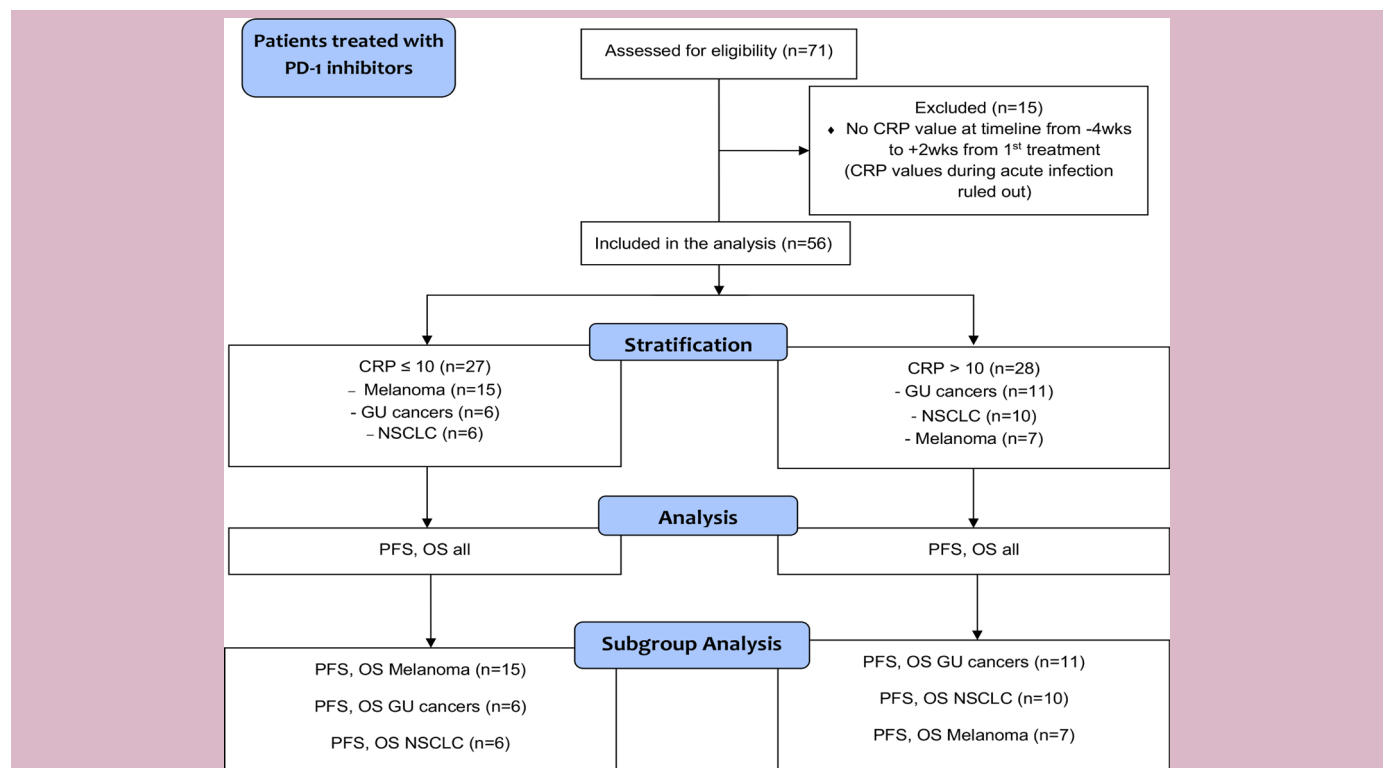 Patients treated with
PD-1 inhibitors
Assessed for eligibility (n=71)
Excluded (n=15)
♦ No CRP value at timeline from -4wks
to +2wks from 1st treatment
(CRP values during acute infection
ruled out)
Included in the analysis (n=56)
Stratification
CRP ≤ 10 (n=27)
– Melanoma (n=15)
- GU cancers (n=6)
– NSCLC (n=6)
CRP > 10 (n=28)
- GU cancers (n=11)
- NSCLC (n=10)
- Melanoma (n=7)
Analysis
PFS, OS all
PFS, OS all
Subgroup Analysis
PFS, OS Melanoma (n=15)
PFS, OS GU cancers (n=6)
PFS, OS NSCLC (n=6)
PFS, OS GU cancers (n=11)
PFS, OS NSCLC (n=10)
PFS, OS Melanoma (n=7)